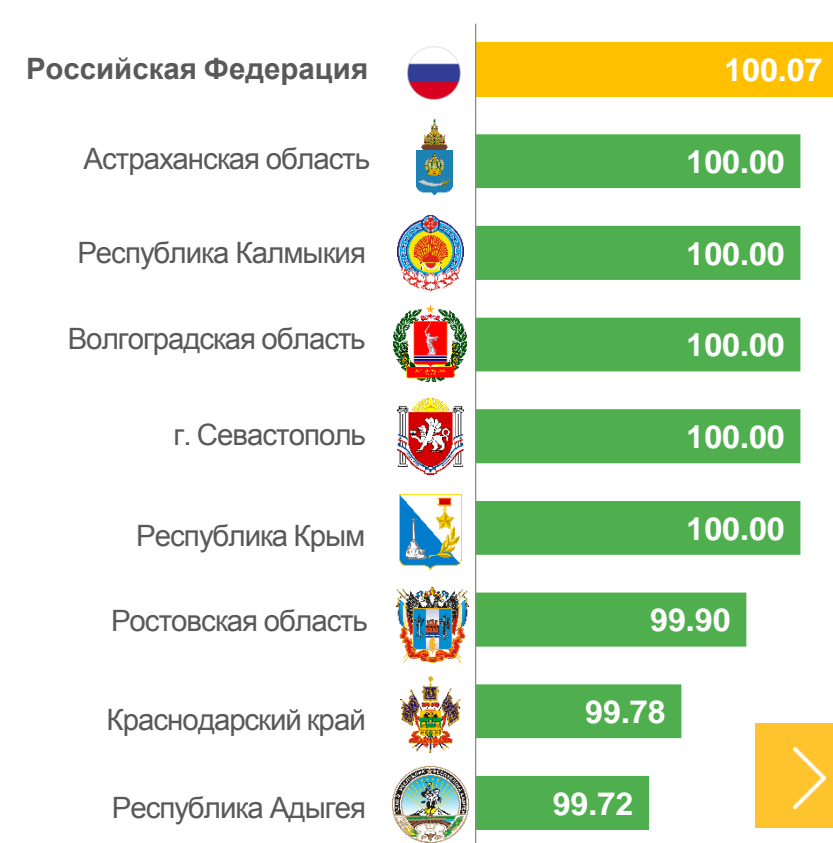 Российская Федерация 100.07
Астраханская область 100.00
Республика Калмыкия 100.00
Волгоградская область 100.00
г. Севастополь 100.00
Республика Крым 100.00
Ростовская область 99.90
Краснодарский край 99.78
Республика Адыгея 99.72